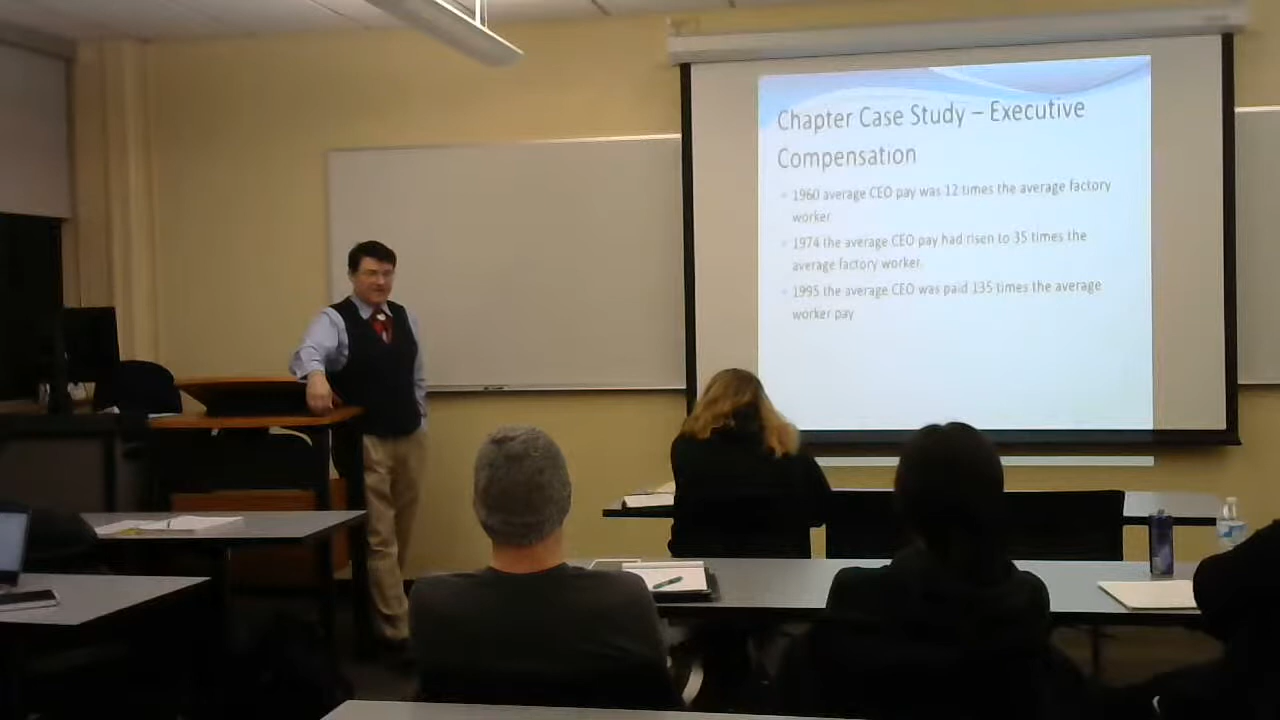 Chapter Case Study – Executive
Compensation
1960 average CEO pay was 12 times the average factory
worker
1974 the average CEO pay had risen to 35 times the
average factory worker.
1995 the average CEO was paid 135 times the average
worker pay